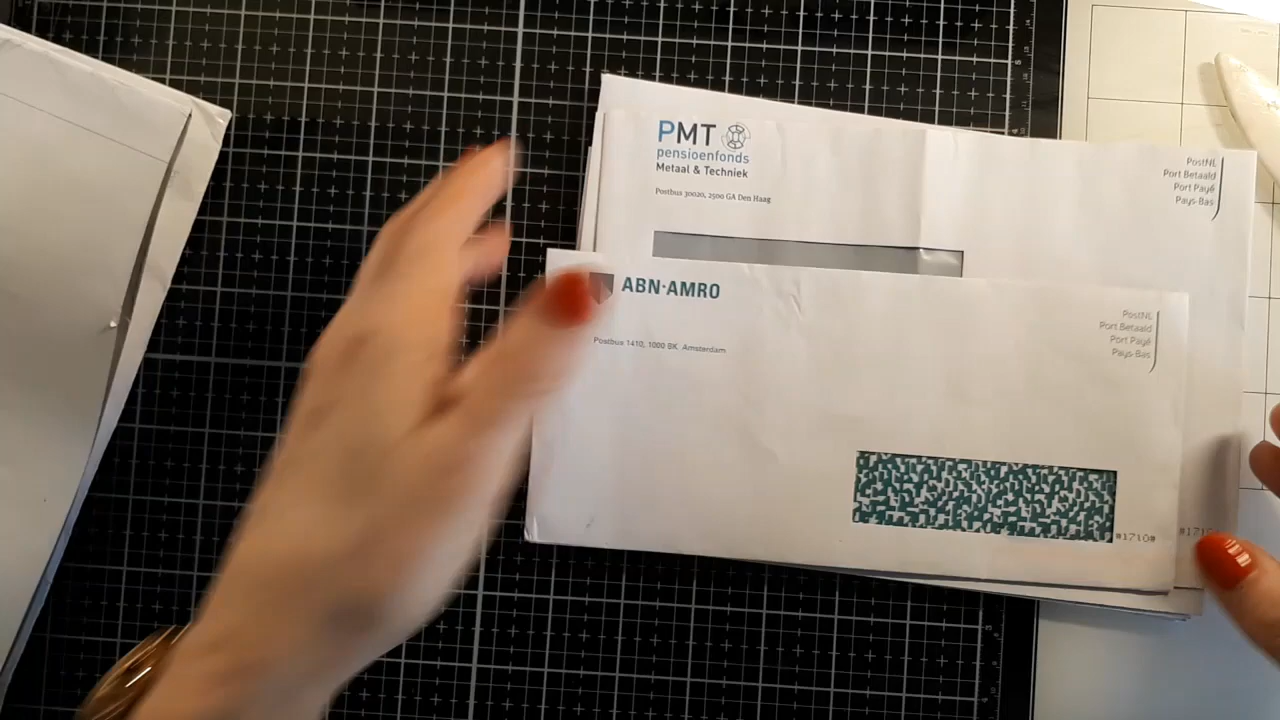 PMT
pensioenfonds
Metaal & Techniek
Postbus 30020, 2500 GA Den Haag
PostNL
Port Betaald
Port Payé
Pays-Bas
ABN·AMRO
Postbus 1410, 1000 BK Amsterdam
PostNL
Port Betaald
Port Payé
Pays-Bas
#1710#